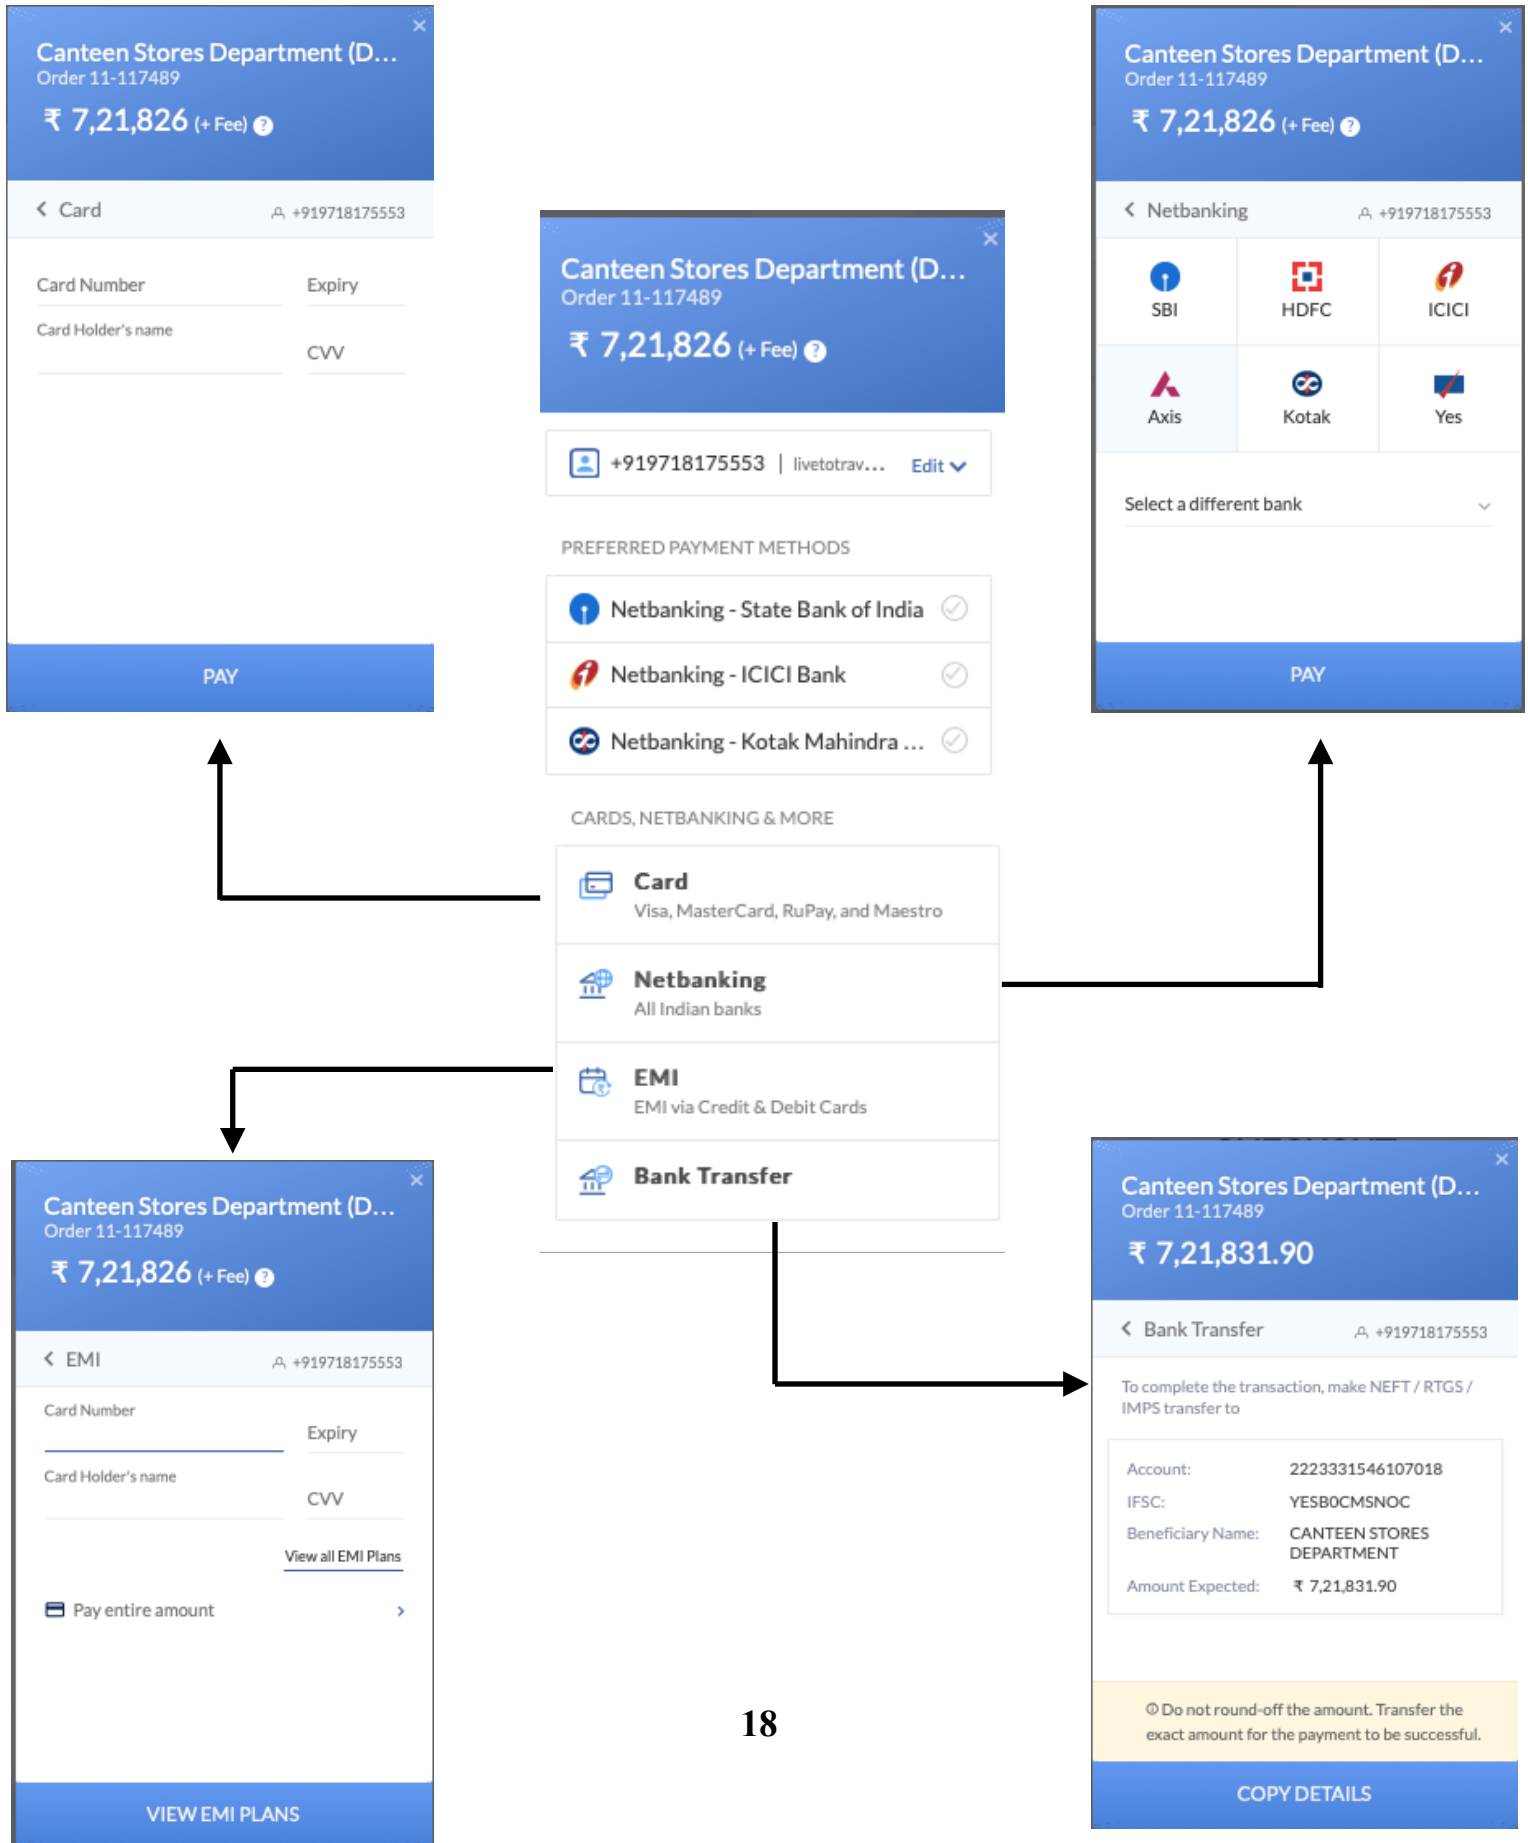 Canteen Stores Department (D...
Order 11-117489
₹ 7,21,826 (+ Fee) ?
Card
+919718175553
Card Number
Expiry
Card Holder's name
CVV
PAY
Canteen Stores Department (D...
Order 11-117489
₹ 7,21,826 (+ Fee) ?
+919718175553 | livetotrav... Edit
PREFERRED PAYMENT METHODS
Netbanking - State Bank of India
Netbanking - ICICI Bank
Netbanking - Kotak Mahindra ...
CARDS, NETBANKING & MORE
Card
Visa, MasterCard, RuPay, and Maestro
Netbanking
All Indian banks
EMI
EMI via Credit & Debit Cards
Bank Transfer
Canteen Stores Department (D...
Order 11-117489
₹ 7,21,826 (+ Fee) ?
Netbanking
+919718175553
SBI
HDFC
ICICI
Axis
Kotak
Yes
Select a different bank
PAY
Canteen Stores Department (D...
Order 11-117489
₹ 7,21,826 (+ Fee) ?
EMI
+919718175553
Card Number
Expiry
Card Holder's name
CVV
View all EMI Plans
Pay entire amount
VIEW EMI PLANS
Canteen Stores Department (D...
Order 11-117489
₹ 7,21,831.90
Bank Transfer
+919718175553
To complete the transaction, make NEFT / RTGS /
IMPS transfer to
Account: 2223331546107018
IFSC: YESB0CMSNOC
Beneficiary Name: CANTEEN STORES
DEPARTMENT
Amount Expected: ₹ 7,21,831.90
Do not round-off the amount. Transfer the
exact amount for the payment to be successful.
COPY DETAILS
18